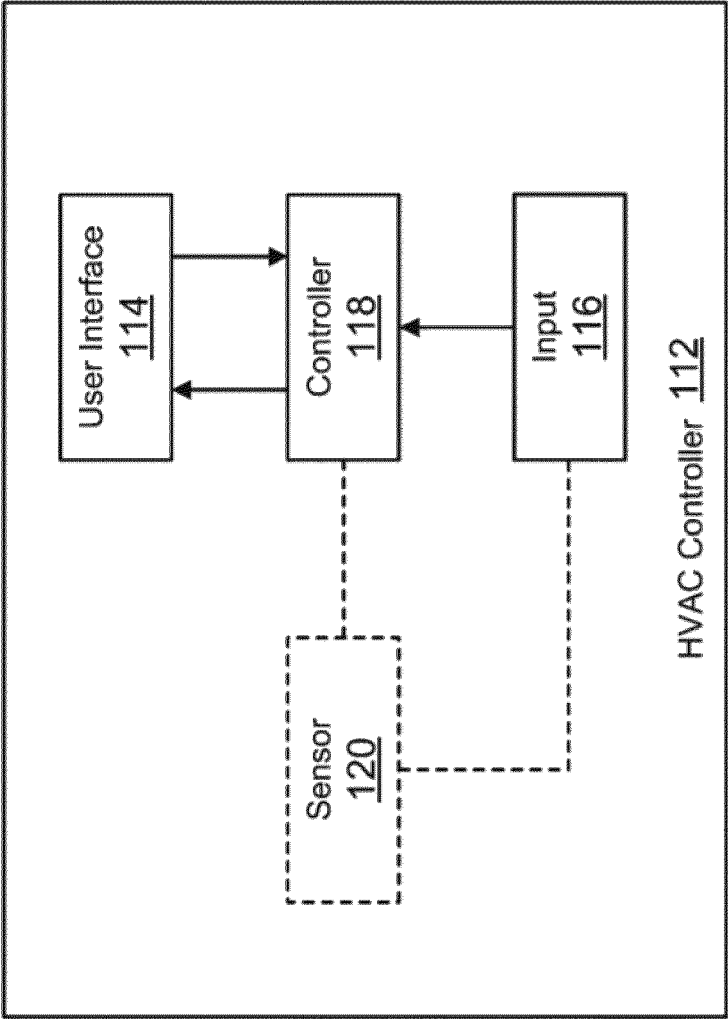 User Interface
114
Controller
118
Input
116
Sensor
120
HVAC Controller 112